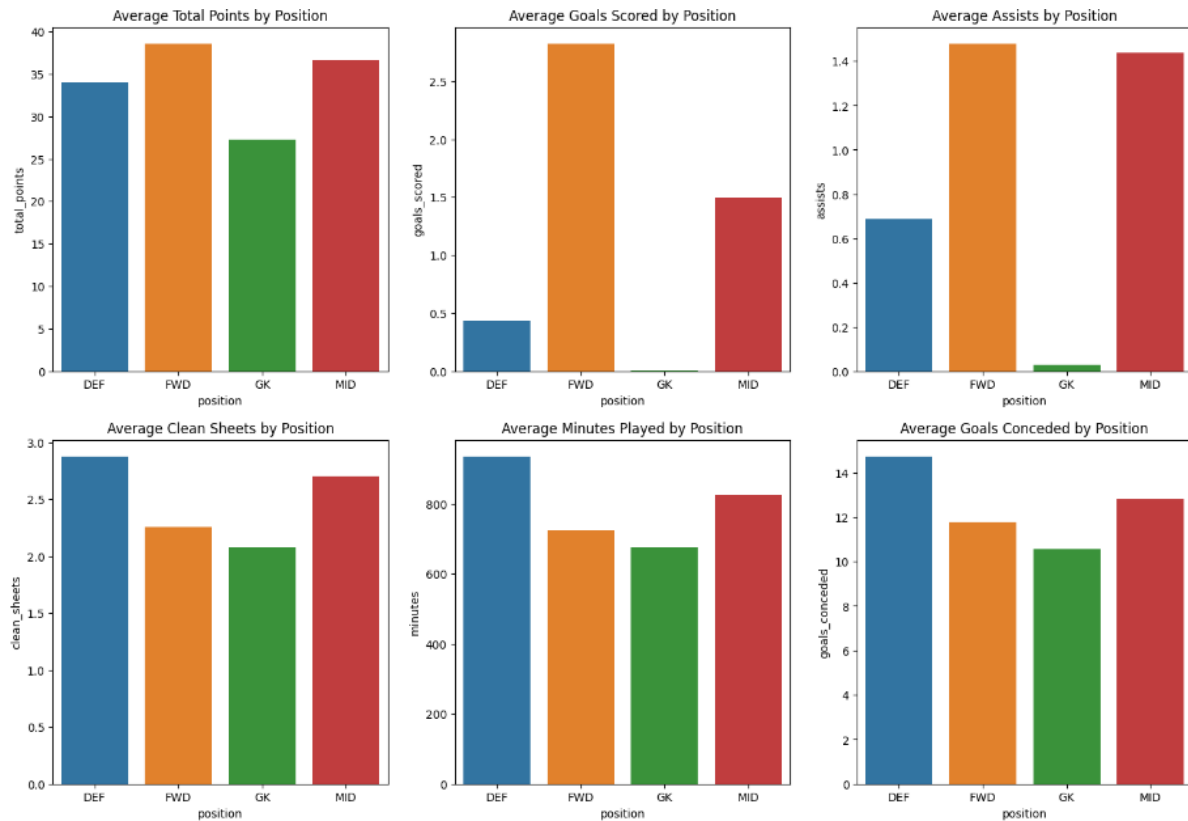 Average Total Points by Position
40
35
30
25
20
15
10
5
0
total_points
DEF FWD GK MID
position
Average Goals Scored by Position
2.5
2.0
1.5
1.0
0.5
0.0
goals_scored
DEF FWD GK MID
position
Average Assists by Position
1.4
1.2
1.0
0.8
0.6
0.4
0.2
0.0
assists
DEF FWD GK MID
position
Average Clean Sheets by Position
3.0
2.5
2.0
1.5
1.0
0.5
0.0
clean_sheets
DEF FWD GK MID
position
Average Minutes Played by Position
800
600
400
200
0
minutes
DEF FWD GK MID
position
Average Goals Conceded by Position
14
12
10
8
6
4
2
0
goals_conceded
DEF FWD GK MID
position